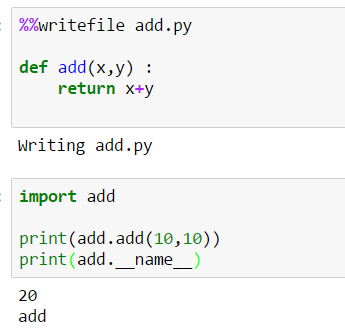 %%writefile add.py
def add(x,y) :
    return x+y
Writing add.py
import add
print(add.add(10,10))
print(add.__name__)
20
add